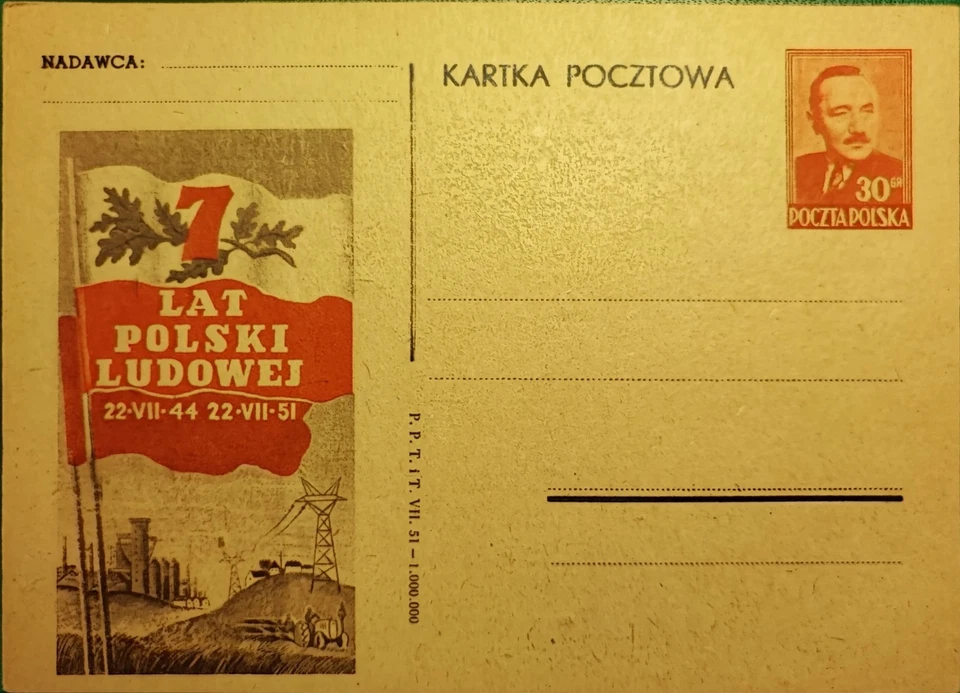 NADAWCA:
KARTKA POCZTOWA
30 GR
POCZTA POLSKA
7
LAT
POLSKI
LUDOWEJ
22·VII·44 22·VII·51
P. P. T. i T. VII. 51 – 1.000.000